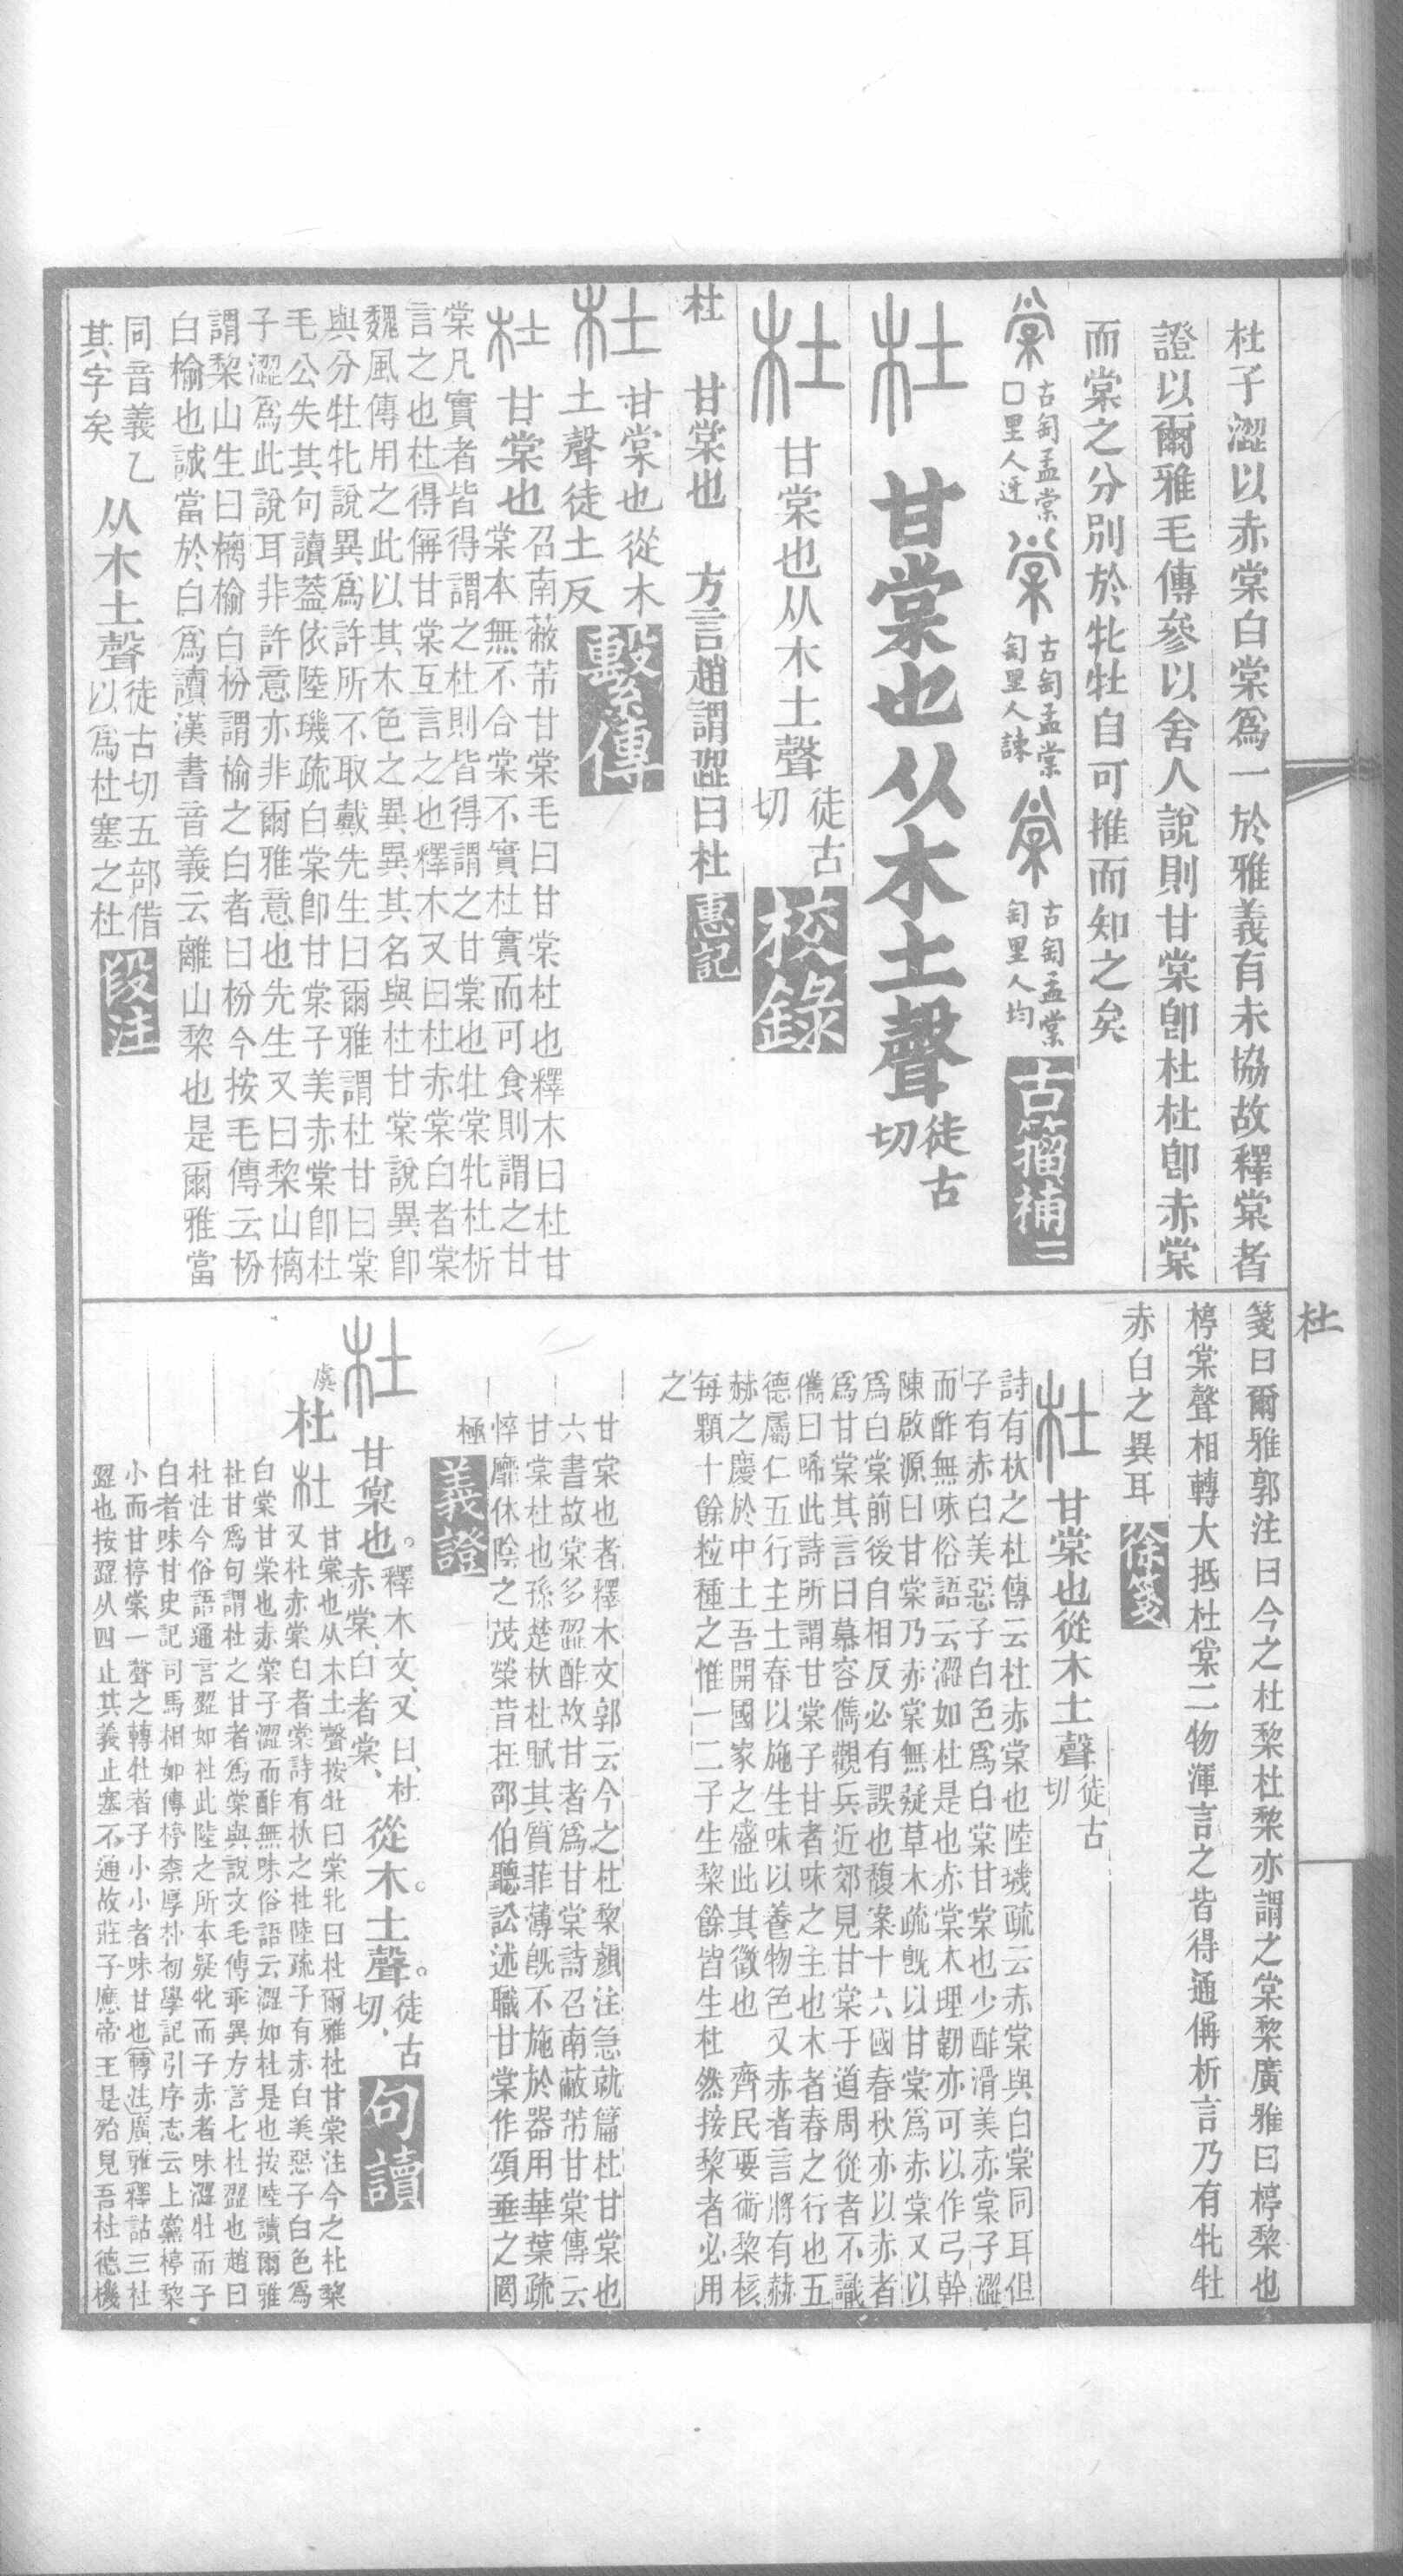 杜子澀以赤棠白棠爲一於雅義有未協故釋棠者
證以爾雅毛傳參以舍人說則甘棠卽杜杜卽赤棠
而棠之分別於牝牡自可推而知之矣
古匋孟棠
匋里人
古匋孟棠
匋里人諫
古匋孟棠
匋里人均
古籀補二
杜 甘棠也从木土聲徒古切
杜 甘棠也从木土聲徒古切 校錄
杜 甘棠也 方言趙謂䟽曰杜 惠記
杜 甘棠也從木
土聲徒土反 繫傳
杜 甘棠也
召南蔽芾甘棠毛曰甘棠杜也釋木曰杜甘
棠本無不合棠不實杜實而可食則謂之甘
棠凡實者皆得謂之杜則皆得謂之甘棠也牡棠牝杜析
言之也杜得偁甘棠互言之也釋木又曰杜赤棠白者棠
魏風傳用之此以其木色之異異其名與杜甘棠說異卽
與分牡牝說異爲許所不取戴先生曰爾雅謂杜甘曰棠
毛公失其句讀蓋依陸璣疏白棠卽甘棠子美赤棠卽杜
子澀爲此說耳非許意亦非爾雅意也先生又曰棃山樆
謂棃山生曰樆榆白枌謂榆之白者曰枌今按毛傳云枌
白榆也誠當於白爲讀漢書音義云離山棃也是爾雅當
同音義乙
其字矣
从木土聲
徒古切五部借
以爲杜塞之杜
段注
杜
箋曰爾雅郭注曰今之杜棃杜棃亦謂之棠棃廣雅曰楟棃也
楟棠聲相轉大抵杜棠二物渾言之皆得通偁析言乃有牝牡
赤白之異耳 徐箋
杜 甘棠也從木土聲徒古切
詩有杕之杜傳云杜赤棠也陸璣疏云赤棠與白棠同耳但
子有赤白美惡子白色爲白棠甘棠也少酢滑美赤棠子澀
而酢無味俗語云澀如杜是也赤棠木理韌亦可以作弓幹
陳啟源曰甘棠乃赤棠無疑草木疏旣以甘棠爲赤棠又以
爲白棠前後自相反必有誤也馥案十六國春秋亦以赤者
爲甘棠其言曰慕容儁觀兵近郊見甘棠于道周從者不識
儁曰唏此詩所謂甘棠子甘者味之主也木者春之行也五
德屬仁五行主土春以施生味以養物色又赤者言將有赫
赫之慶於中土吾開國家之盛此其徵也 齊民要術棃核
每顆十餘粒種之惟一二子生棃餘皆生杜然接棃者必用
之
甘棠也者釋木文郭云今之杜棃顏注急就篇杜甘棠也
六書故棠多澀酢故甘者爲甘棠詩召南蔽芾甘棠傳云
甘棠杜也孫楚杕杜賦其質菲薄旣不施於器用華葉疏
悴靡休陰之茂榮昔在邵伯聽訟述職甘棠作頌垂之罔
極 義證
杜 甘棠也。
釋木文、又曰、杜
赤棠、白者棠、
從木。土聲。徒古切、 句讀
虞
杜 杜
甘棠也从木土聲按牡曰棠牝曰杜爾雅杜甘棠注今之杜棃
又杜赤棠白者棠詩有杕之杜陸疏子有赤白美惡子白色爲
白棠甘棠也赤棠子澀而酢無味俗語云澀如杜是也按陸讀爾雅
杜甘爲句謂杜之甘者爲棠與說文毛傳乖異方言七杜䟽也趙曰
杜注今俗語通言澀如杜此陸之所本疑牝而子赤者味澀牡而子
白者味甘史記司馬相如傳楟柰厚朴初學記引序志云上黨楟棃
小而甘楟棠一聲之轉牡者子小小者味甘也轉注廣雅釋詁三杜
澀也按澀从四止其義止塞不通故莊子應帝王是殆見吾杜德機